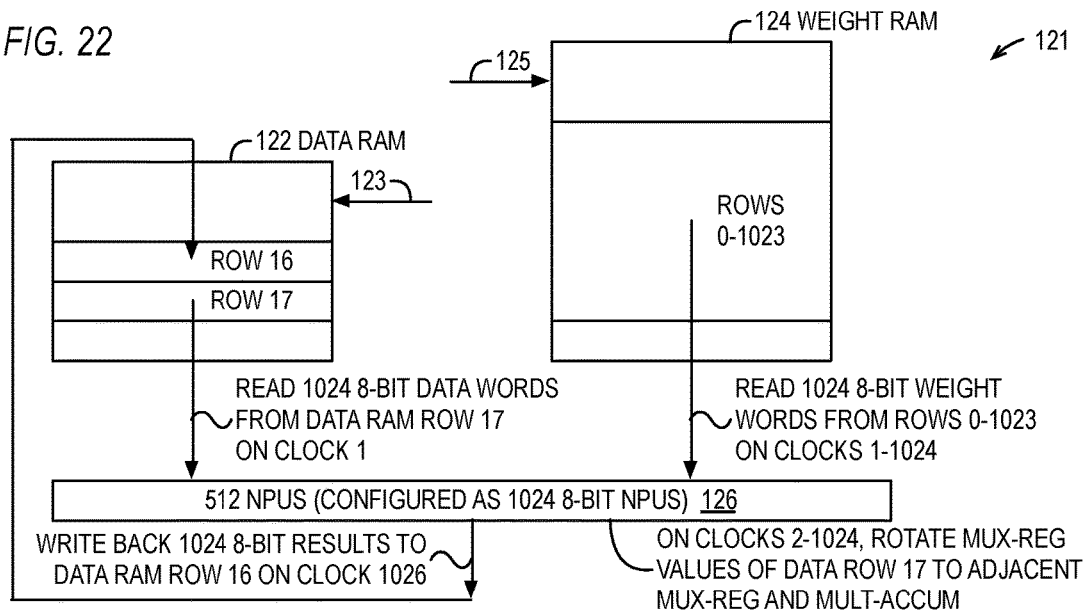 FIG. 22
124 WEIGHT RAM
121
125
122 DATA RAM
123
ROWS
0-1023
ROW 16
ROW 17
READ 1024 8-BIT DATA WORDS
FROM DATA RAM ROW 17
ON CLOCK 1
READ 1024 8-BIT WEIGHT
WORDS FROM ROWS 0-1023
ON CLOCKS 1-1024
512 NPUS (CONFIGURED AS 1024 8-BIT NPUS) 126
WRITE BACK 1024 8-BIT RESULTS TO
DATA RAM ROW 16 ON CLOCK 1026
ON CLOCKS 2-1024, ROTATE MUX-REG
VALUES OF DATA ROW 17 TO ADJACENT
MUX-REG AND MULT-ACCUM